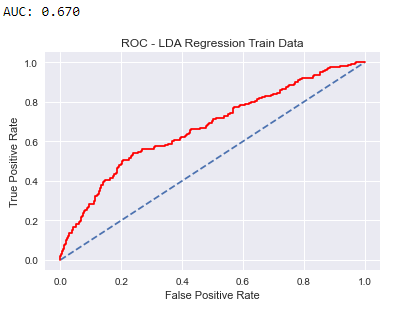 AUC: 0.670
ROC - LDA Regression Train Data
1.0
0.8
0.6
0.4
0.2
0.0
True Positive Rate
0.0 0.2 0.4 0.6 0.8 1.0
False Positive Rate